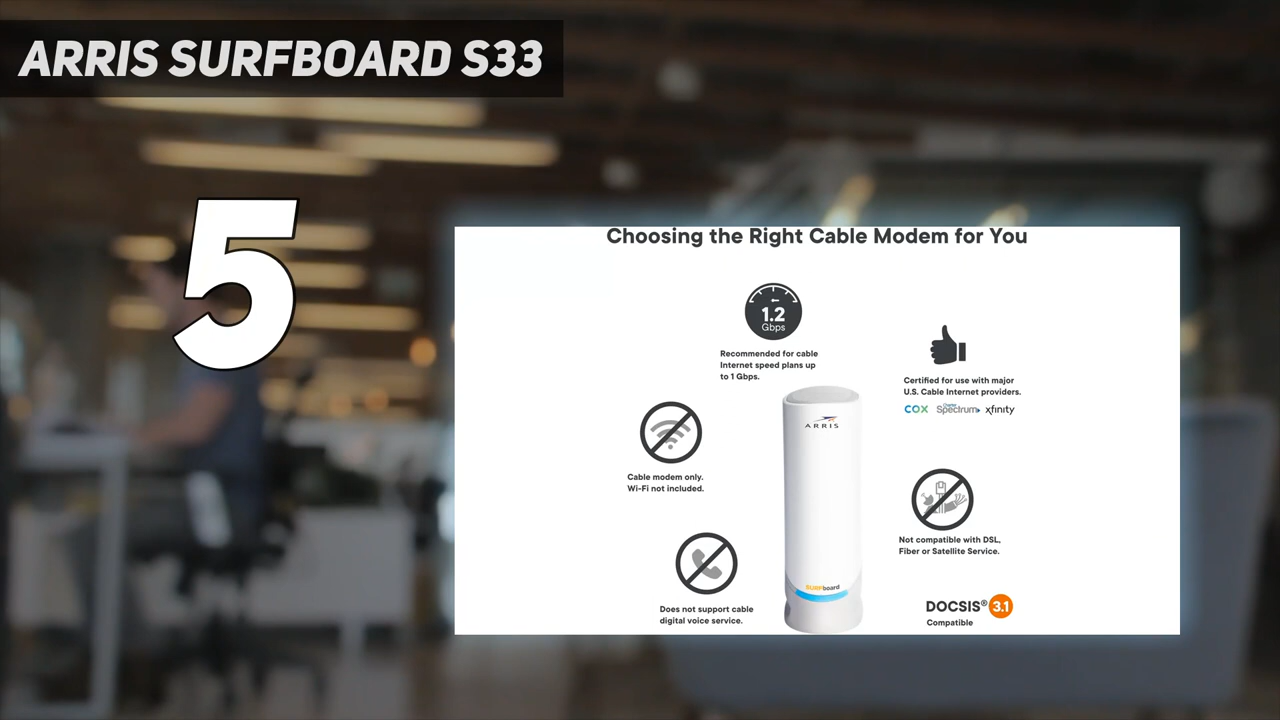 ARRIS SURFBOARD S33
5
Choosing the Right Cable Modem for You
1.2
Gbps
Recommended for cable
Internet speed plans up
to 1 Gbps.
Certified for use with major
U.S. Cable Internet providers.
COX Charter Spectrum xfinity
ARRIS
Cable modem only.
Wi-Fi not included.
Not compatible with DSL,
Fiber or Satellite Service.
SURFboard
Does not support cable
digital voice service.
DOCSIS® 3.1
Compatible